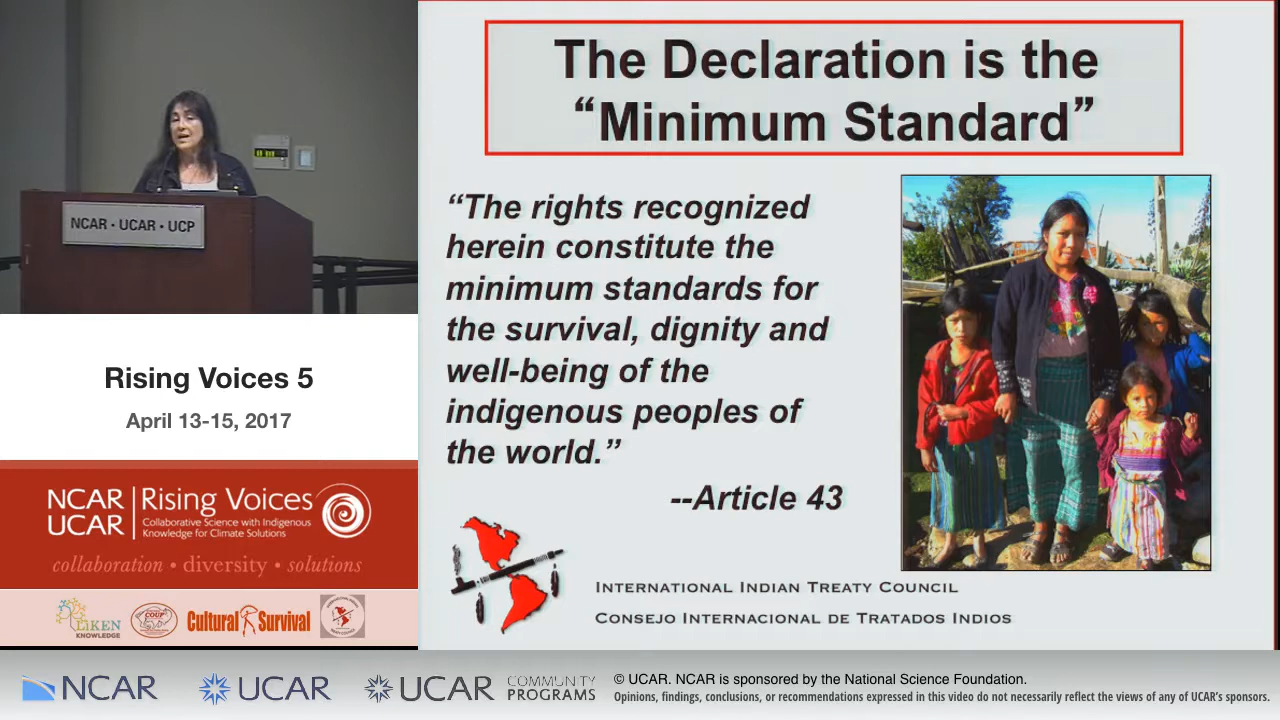 NCAR • UCAR • UCP
Rising Voices 5
April 13-15, 2017
NCAR
UCAR
Rising Voices
Collaborative Science with Indigenous
Knowledge for Climate Solutions
collaboration • diversity • solutions
LiKEN
KNOWLEDGE
COUP
Cultural Survival
The Declaration is the
“Minimum Standard”
“The rights recognized
herein constitute the
minimum standards for
the survival, dignity and
well-being of the
indigenous peoples of
the world.”
--Article 43
INTERNATIONAL INDIAN TREATY COUNCIL
CONSEJO INTERNACIONAL DE TRATADOS INDIOS
NCAR
UCAR
UCAR
COMMUNITY
PROGRAMS
© UCAR. NCAR is sponsored by the National Science Foundation.
Opinions, findings, conclusions, or recommendations expressed in this video do not necessarily reflect the views of any of UCAR's sponsors.